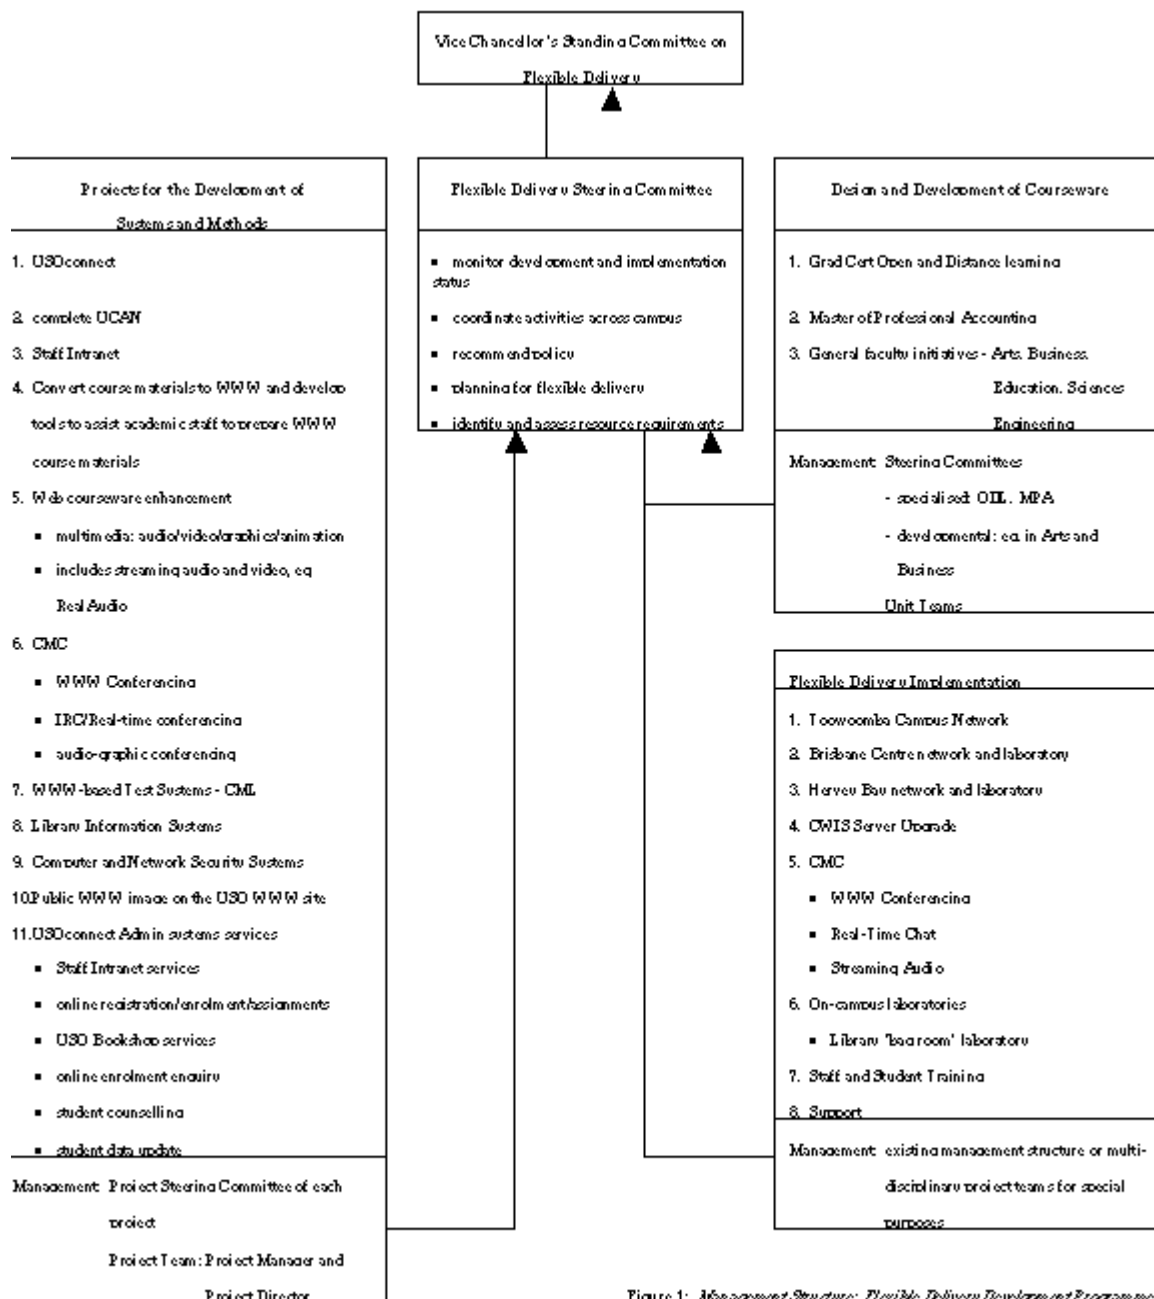 Vice Chancellor's Standing Committee on
Flexible Delivery
Projects for the Development of
Systems and Methods
1. USQconnect
2. complete UCAN
3. Staff Intranet
4. Convert course materials to WWW and develop
tools to assist academic staff to prepare WWW
course materials
5. Web courseware enhancement
▪ multimedia: audio/video/graphics/animation
▪ includes streaming audio and video, eg
Real Audio
6. CMC
▪ WWW Conferencing
▪ IRC/Real-time conferencing
▪ audio-graphic conferencing
7. WWW-based Test Systems - CML
8. Library Information Systems
9. Computer and Network Security Systems
10.Public WWW image on the USQ WWW site
11.USQconnect Admin systems services
▪ Staff Intranet services
▪ online registration/enrolment/assignments
▪ USQ Bookshop services
▪ online enrolment enquiry
▪ student counselling
▪ student data update
Management: Project Steering Committee of each
project
Project Team: Project Manager and
Project Director
Flexible Delivery Steering Committee
▪ monitor development and implementation
status
▪ coordinate activities across campus
▪ recommend policy
▪ planning for flexible delivery
▪ identify and assess resource requirements
Design and Development of Courseware
1. Grad Cert Open and Distance learning
2. Master of Professional Accounting
3. General faculty initiatives - Arts, Business,
Education, Sciences
Engineering
Management: Steering Committees
- specialised: ODL, MPA
- developmental: eg. in Arts and
Business
Unit Teams
Flexible Delivery Implementation
1. Toowoomba Campus Network
2. Brisbane Centre network and laboratory
3. Hervey Bay network and laboratory
4. CWIS Server Upgrade
5. CMC
▪ WWW Conferencing
▪ Real-Time Chat
▪ Streaming Audio
6. On-campus laboratories
▪ Library 'bag room' laboratory
7. Staff and Student Training
8. Support
Management: existing management structure or multi-
disciplinary project teams for special
purposes
Figure 1: Management Structure: Flexible Delivery Development Programme